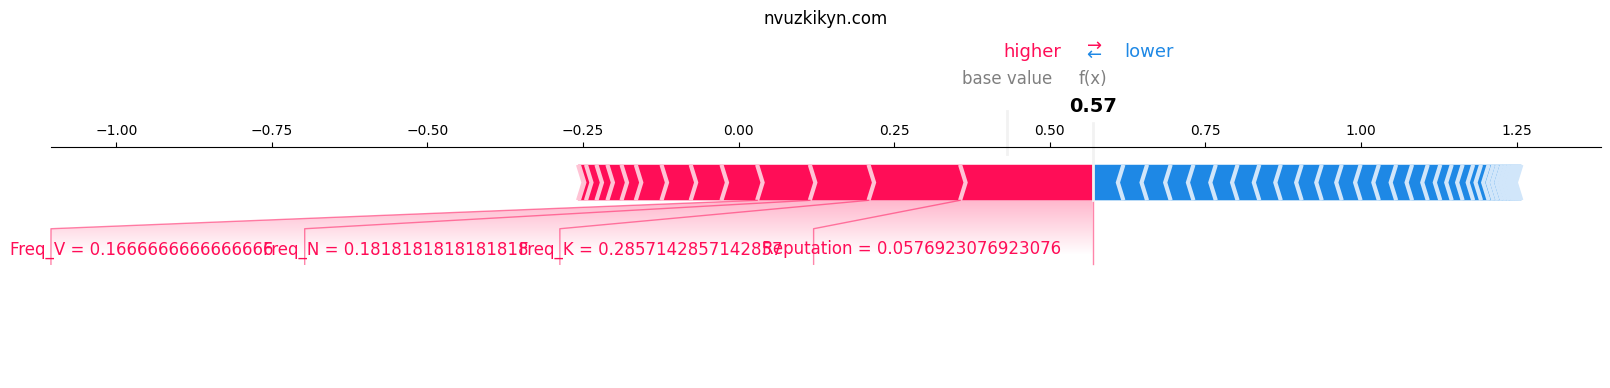 nvuzkikyn.com
higher ⇄ lower
base value f(x)
0.57
−1.00 −0.75 −0.50 −0.25 0.00 0.25 0.50 0.75 1.00 1.25
Freq_V = 0.1666666666666666 Freq_N = 0.1818181818181818 Freq_K = 0.2857142857142857 Reputation = 0.0576923076923076